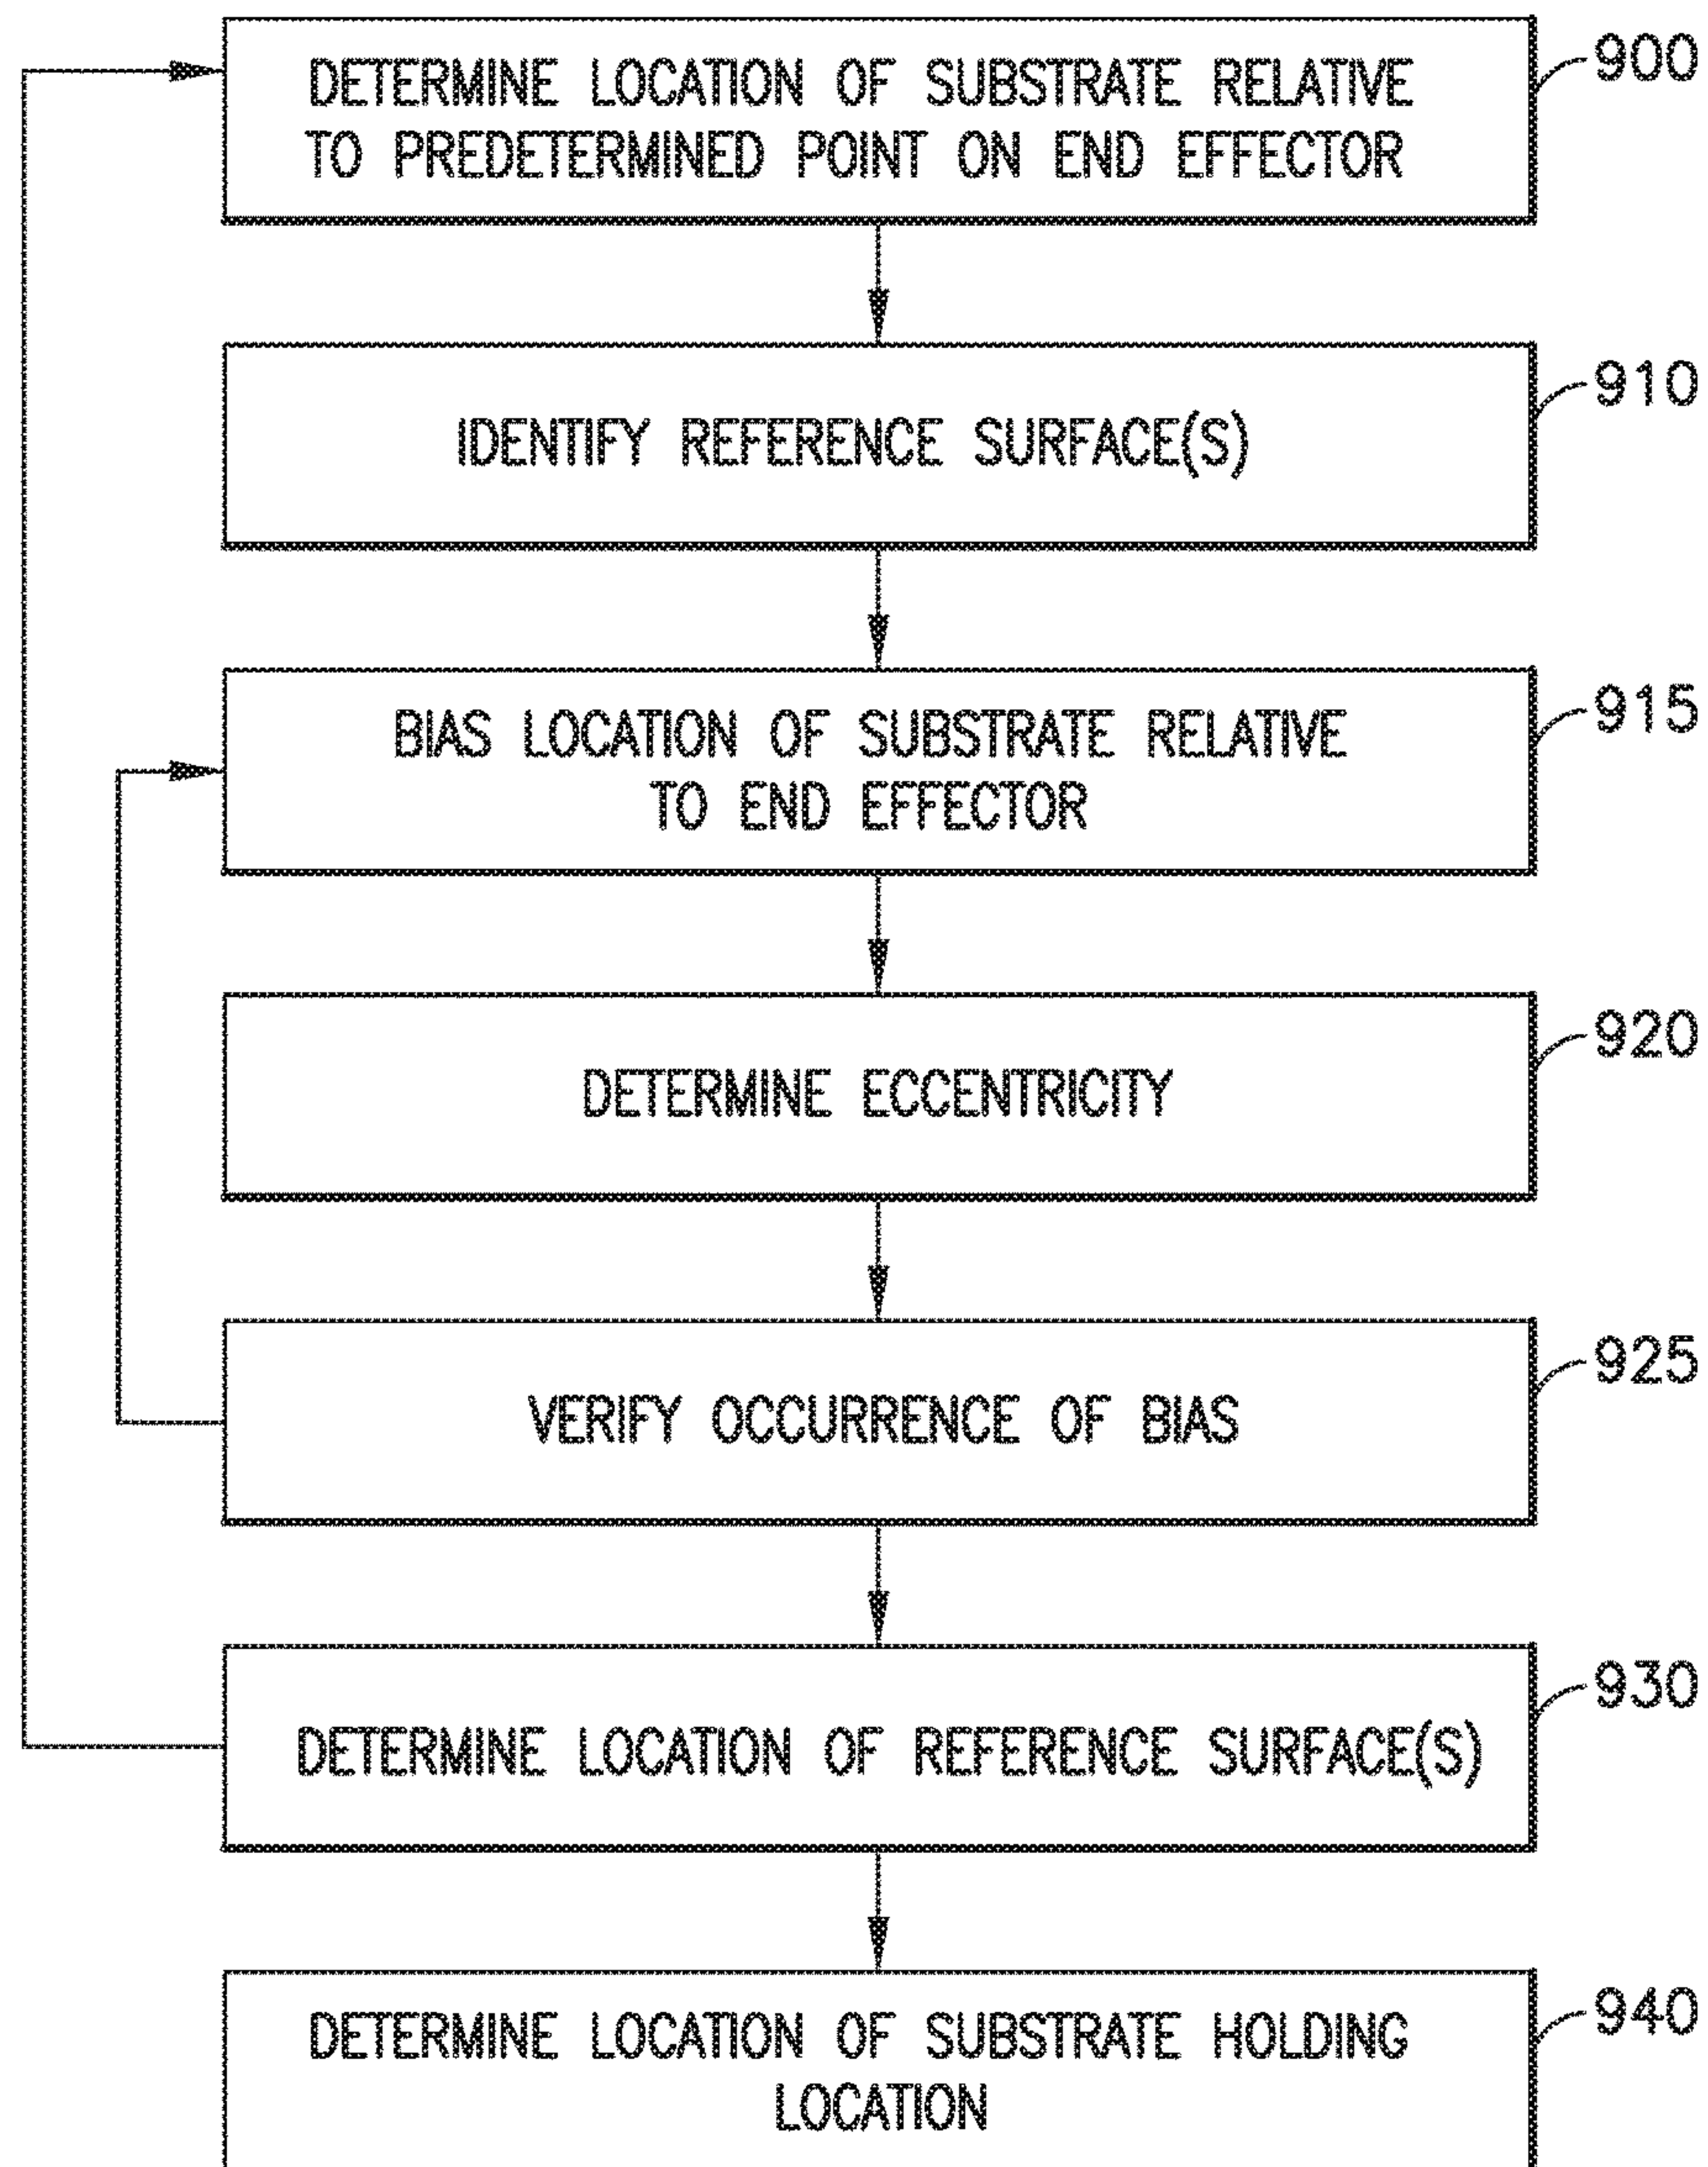 DETERMINE LOCATION OF SUBSTRATE RELATIVE
TO PREDETERMINED POINT ON END EFFECTOR
900
IDENTIFY REFERENCE SURFACE(S)
910
BIAS LOCATION OF SUBSTRATE RELATIVE
TO END EFFECTOR
915
DETERMINE ECCENTRICITY
920
VERIFY OCCURRENCE OF BIAS
925
DETERMINE LOCATION OF REFERENCE SURFACE(S)
930
DETERMINE LOCATION OF SUBSTRATE HOLDING
LOCATION
940